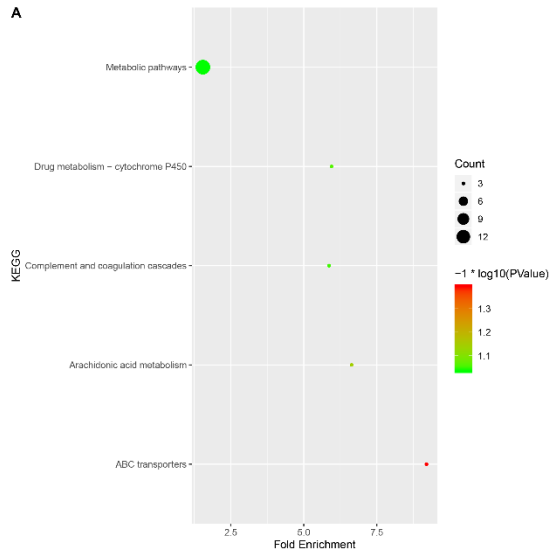 A
Metabolic pathways
Drug metabolism − cytochrome P450
Complement and coagulation cascades
Arachidonic acid metabolism
ABC transporters
KEGG
2.5
5.0
7.5
Fold Enrichment
Count
3
6
9
12
−1 * log10(PValue)
1.3
1.2
1.1